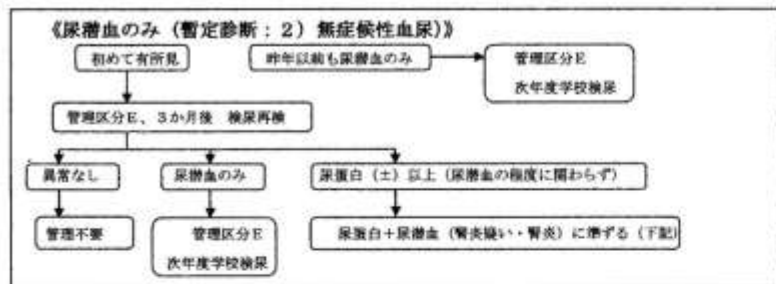 《尿潜血のみ（暫定診断：2）無症候性血尿）》
初めて有所見
昨年以前も尿潜血のみ
管理区分E
次年度学校検尿
管理区分E、3か月後 検尿再検
異常なし
尿潜血のみ
尿蛋白（±）以上（尿潜血の程度に関わらず）
管理不要
管理区分E
次年度学校検尿
尿蛋白＋尿潜血（腎炎疑い・腎炎）に準ずる（下記）